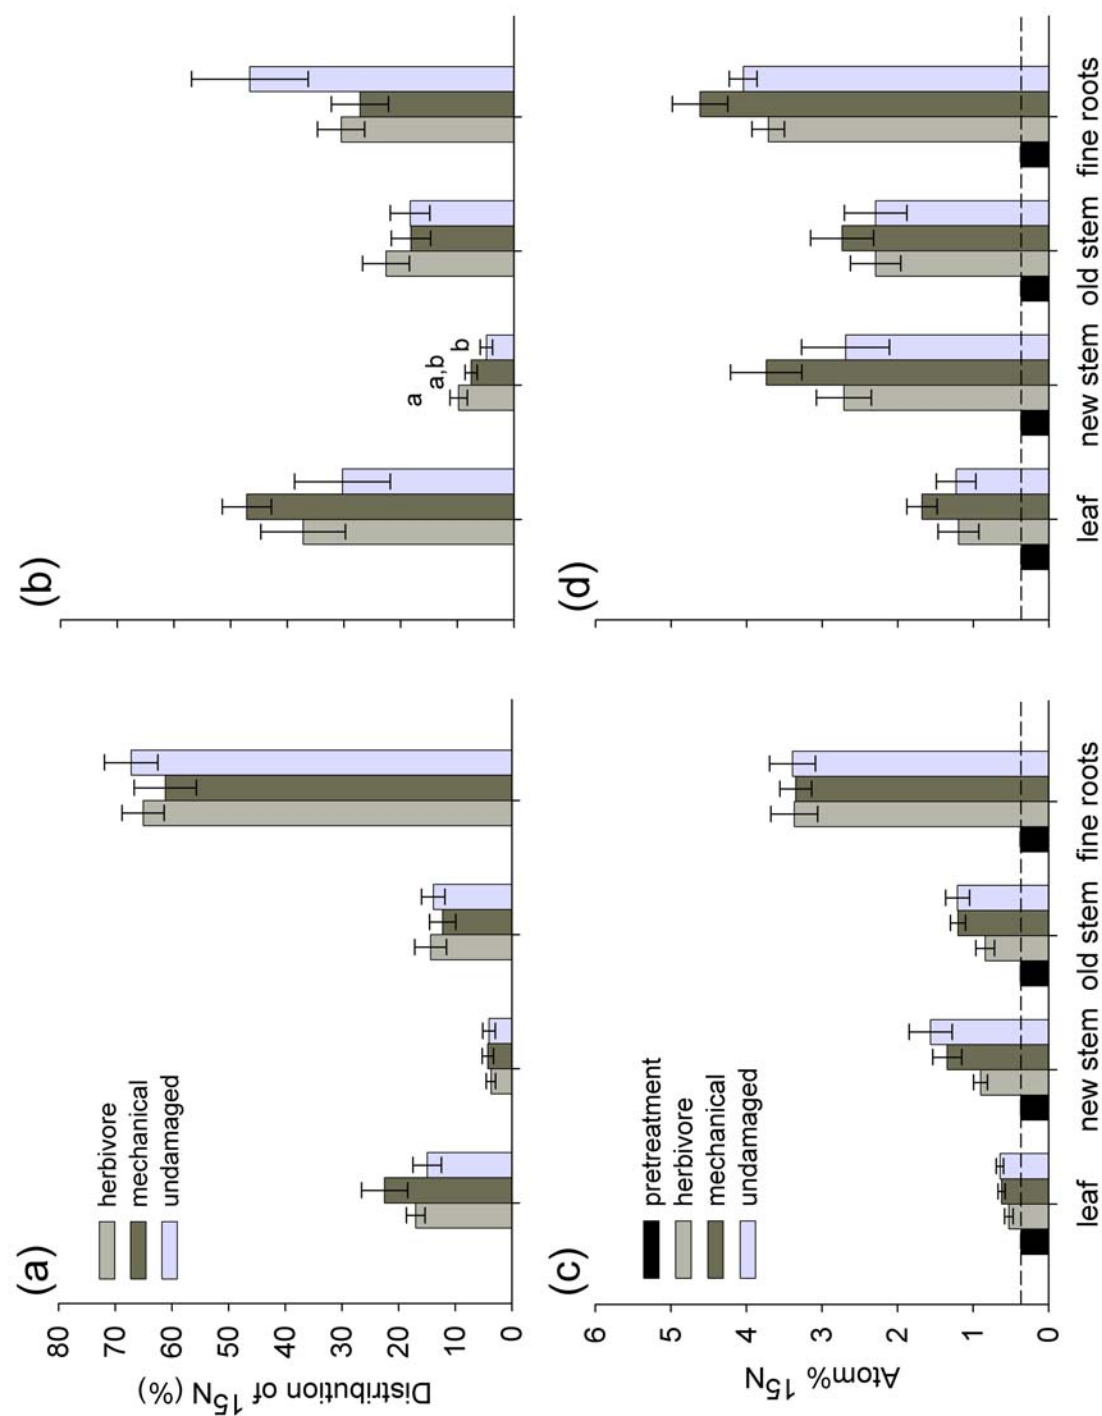 (a)
herbivore
mechanical
undamaged
80
70
60
50
40
30
20
10
0
Distribution of 15N (%)
(b)
a
a,b
b
(c)
pretreatment
herbivore
mechanical
undamaged
6
5
4
3
2
1
0
Atom% 15N
leaf new stem old stem fine roots
(d)
leaf new stem old stem fine roots